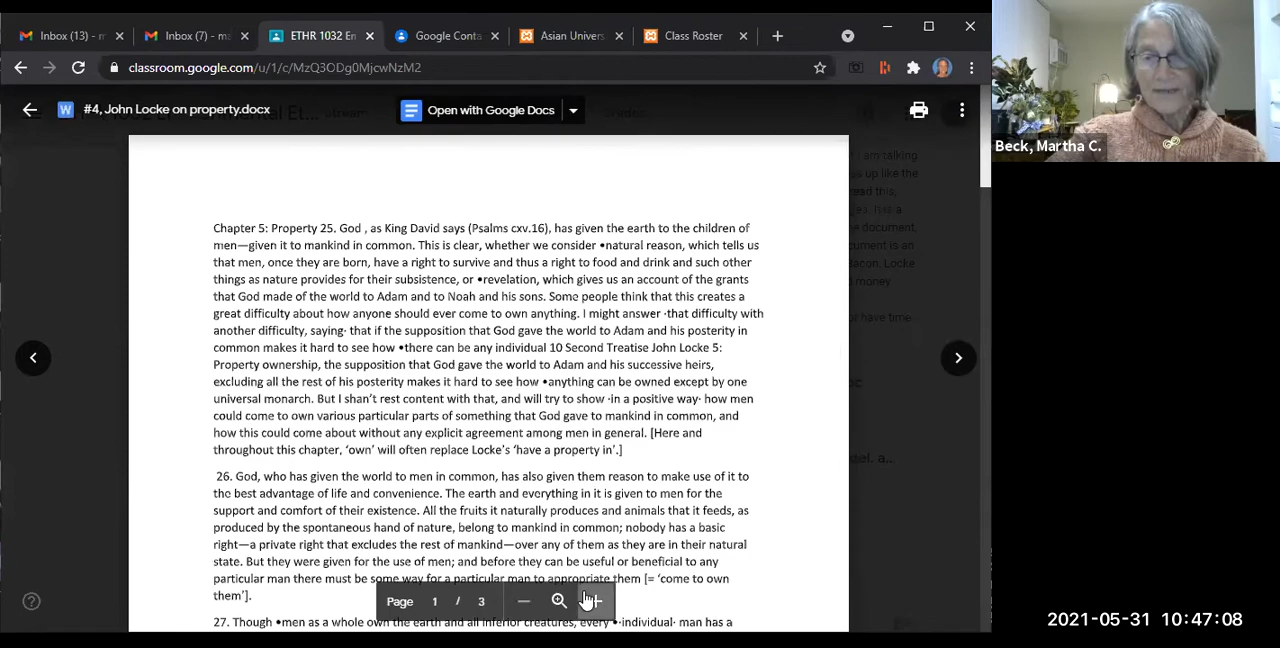 Inbox (13) - m
Inbox (7) - ma
ETHR 1032 En
Google Conta
Asian Univers
Class Roster
classroom.google.com/u/1/c/MzQ3ODg0MjcwNzM2
#4, John Locke on property.docx
Open with Google Docs
Beck, Martha C.
Chapter 5: Property 25. God , as King David says (Psalms cxv.16), has given the earth to the children of
men—given it to mankind in common. This is clear, whether we consider •natural reason, which tells us
that men, once they are born, have a right to survive and thus a right to food and drink and such other
things as nature provides for their subsistence, or •revelation, which gives us an account of the grants
that God made of the world to Adam and to Noah and his sons. Some people think that this creates a
great difficulty about how anyone should ever come to own anything. I might answer ·that difficulty with
another difficulty, saying· that if the supposition that God gave the world to Adam and his posterity in
common makes it hard to see how •there can be any individual 10 Second Treatise John Locke 5:
Property ownership, the supposition that God gave the world to Adam and his successive heirs,
excluding all the rest of his posterity makes it hard to see how •anything can be owned except by one
universal monarch. But I shan't rest content with that, and will try to show ·in a positive way· how men
could come to own various particular parts of something that God gave to mankind in common, and
how this could come about without any explicit agreement among men in general. [Here and
throughout this chapter, 'own' will often replace Locke's 'have a property in'.]
26. God, who has given the world to men in common, has also given them reason to make use of it to
the best advantage of life and convenience. The earth and everything in it is given to men for the
support and comfort of their existence. All the fruits it naturally produces and animals that it feeds, as
produced by the spontaneous hand of nature, belong to mankind in common; nobody has a basic
right—a private right that excludes the rest of mankind—over any of them as they are in their natural
state. But they were given for the use of men; and before they can be useful or beneficial to any
particular man there must be some way for a particular man to appropriate them [= 'come to own
them'].
27. Though •men as a whole own the earth and all inferior creatures, every •·individual· man has a
Page 1 / 3
am talking
s up like the
ead this,
has a
document.
cument is an
Bacon, Locke
money
or have time
2021-05-31 10:47:08